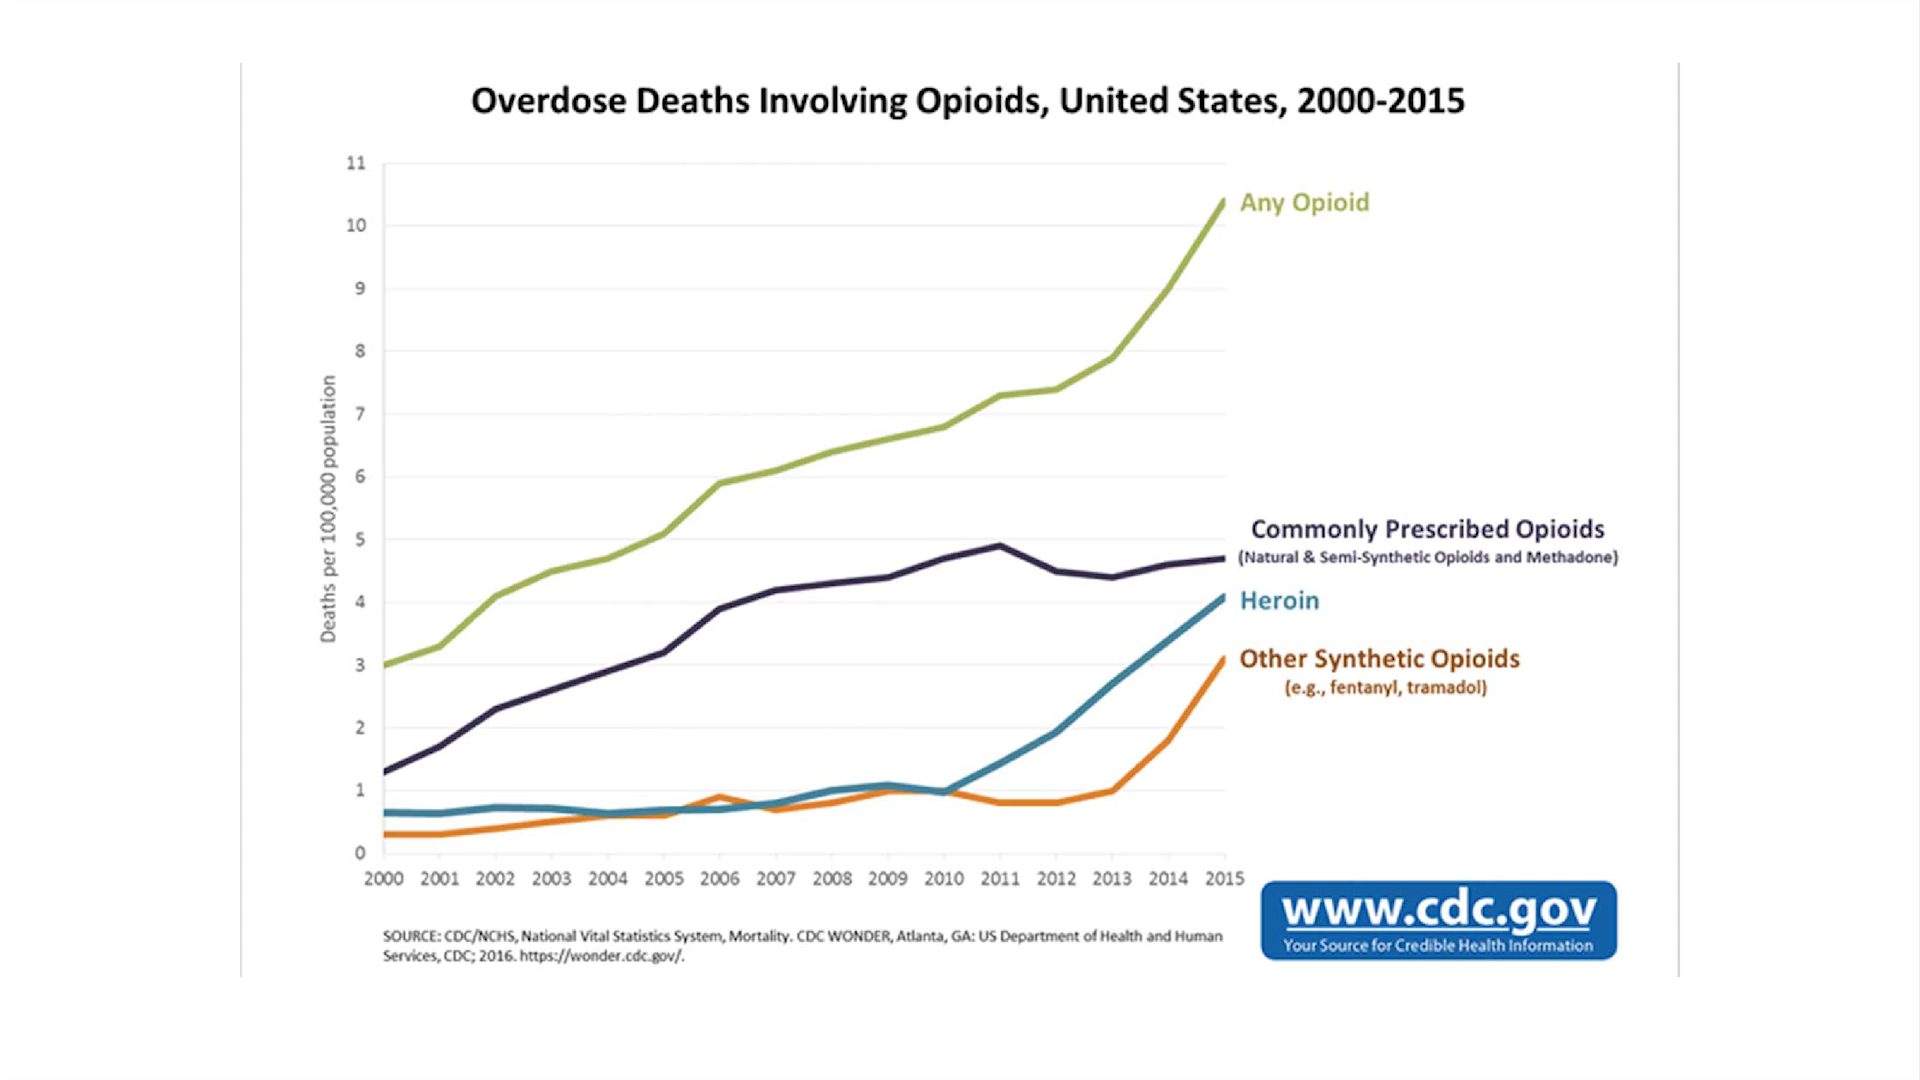 Overdose Deaths Involving Opioids, United States, 2000-2015
Deaths per 100,000 population
11
10
9
8
7
6
5
4
3
2
1
0
2000 2001 2002 2003 2004 2005 2006 2007 2008 2009 2010 2011 2012 2013 2014 2015
Any Opioid
Commonly Prescribed Opioids
(Natural & Semi-Synthetic Opioids and Methadone)
Heroin
Other Synthetic Opioids
(e.g., fentanyl, tramadol)
SOURCE: CDC/NCHS, National Vital Statistics System, Mortality. CDC WONDER, Atlanta, GA: US Department of Health and Human
Services, CDC; 2016. https://wonder.cdc.gov/.
www.cdc.gov
Your Source for Credible Health Information